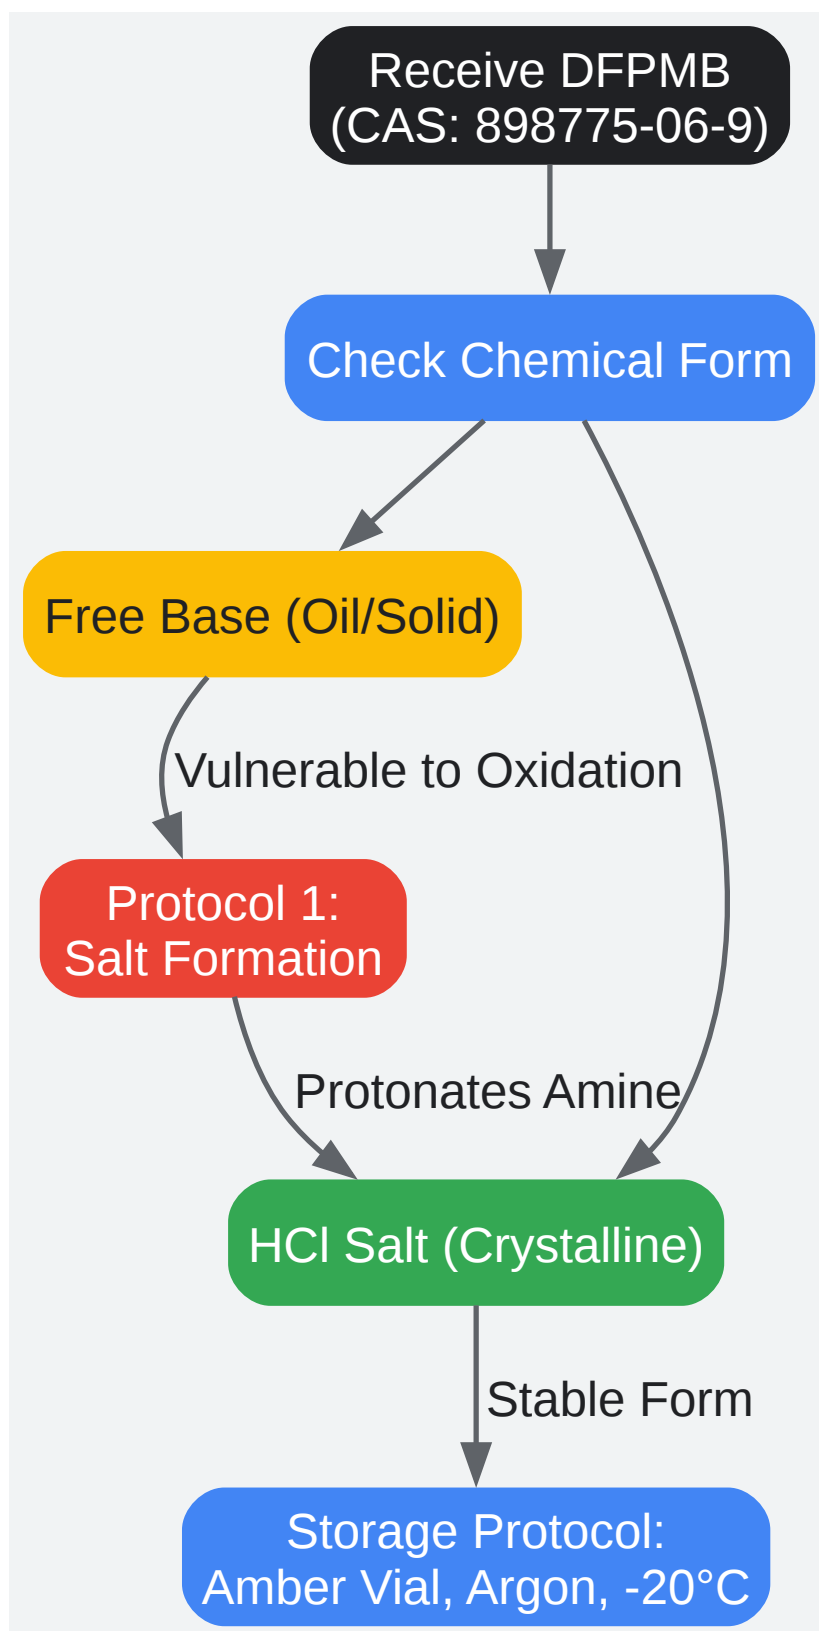 Receive DFPMB
(CAS: 898775-06-9)
Check Chemical Form
Free Base (Oil/Solid)
Vulnerable to Oxidation
Protocol 1:
Salt Formation
Protonates Amine
HCl Salt (Crystalline)
Stable Form
Storage Protocol:
Amber Vial, Argon, -20°C